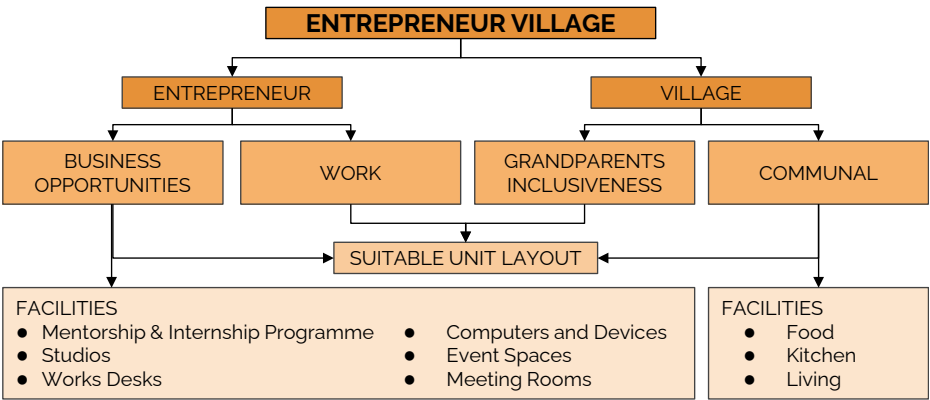 ENTREPRENEUR VILLAGE
ENTREPRENEUR
VILLAGE
BUSINESS
OPPORTUNITIES
WORK
GRANDPARENTS
INCLUSIVENESS
COMMUNAL
SUITABLE UNIT LAYOUT
FACILITIES
● Mentorship & Internship Programme
● Studios
● Works Desks
● Computers and Devices
● Event Spaces
● Meeting Rooms
FACILITIES
● Food
● Kitchen
● Living